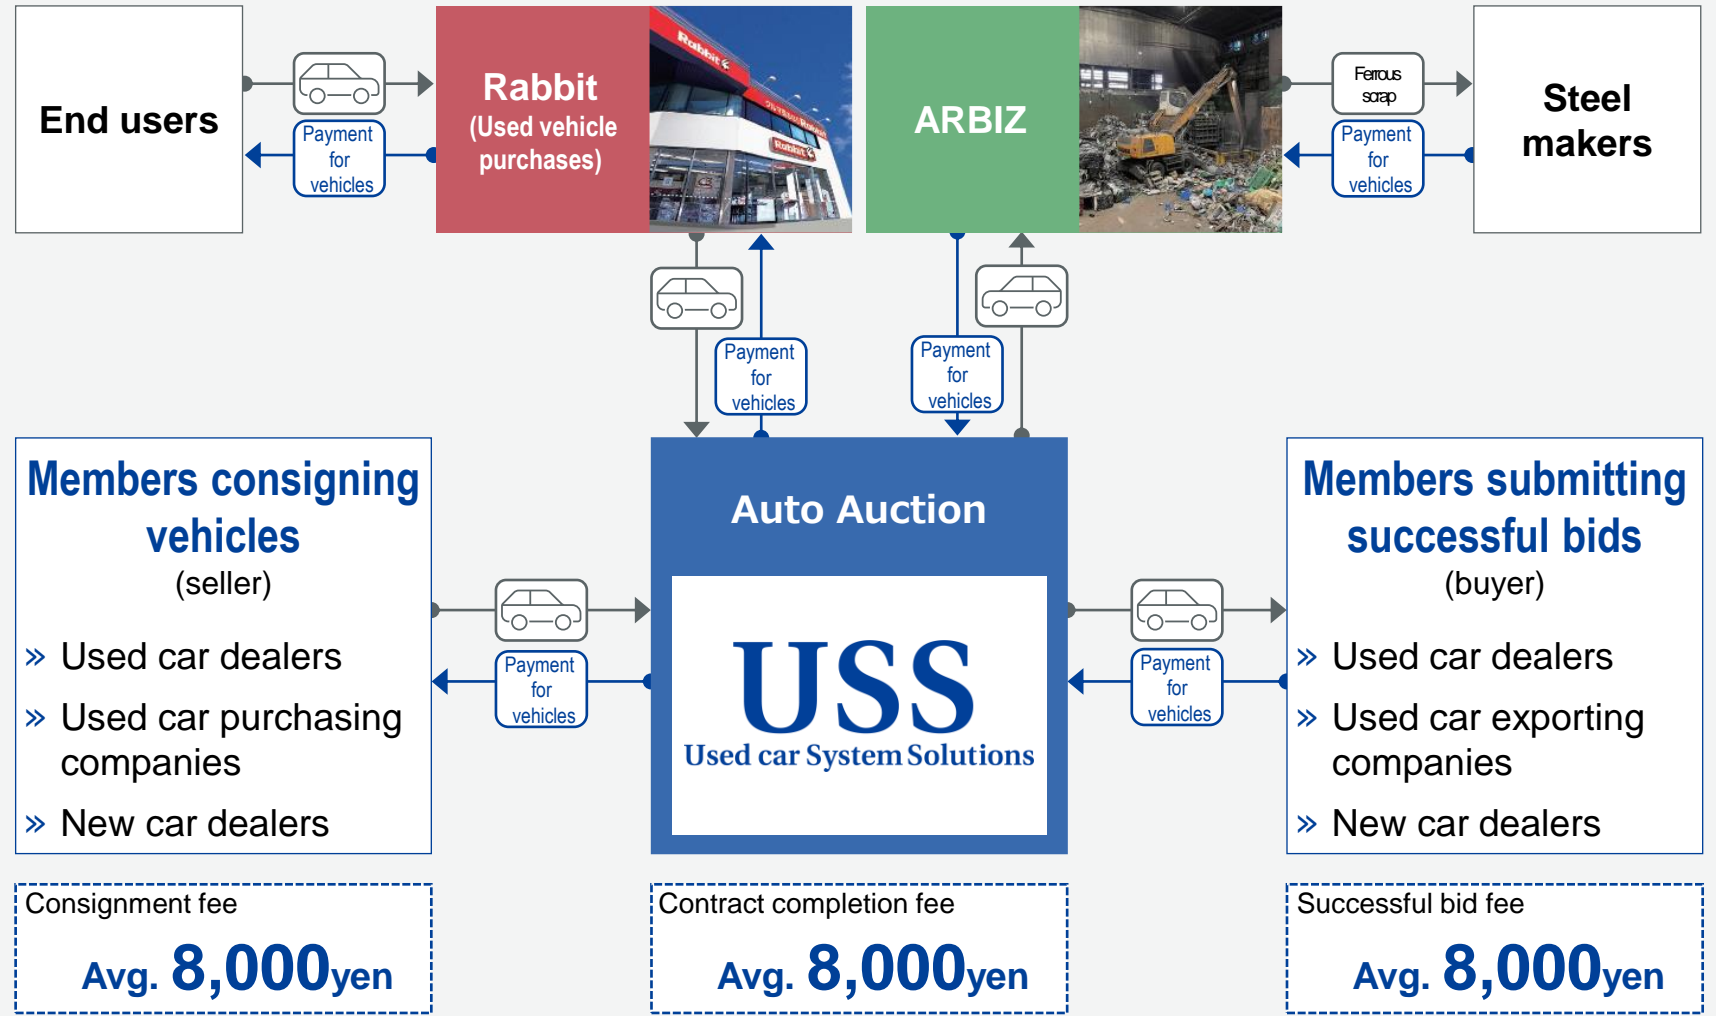 End users
Payment
for
vehicles
Rabbit
(Used vehicle
purchases)
Rabbit
Rabbit
Rabbit
ARBIZ
Ferrous
scrap
Payment
for
vehicles
Steel
makers
Payment
for
vehicles
Payment
for
vehicles
Members consigning
vehicles
(seller)
» Used car dealers
» Used car purchasing
companies
» New car dealers
Payment
for
vehicles
Auto Auction
USS
Used car System Solutions
Payment
for
vehicles
Members submitting
successful bids
(buyer)
» Used car dealers
» Used car exporting
companies
» New car dealers
Consignment fee
Avg. 8,000yen
Contract completion fee
Avg. 8,000yen
Successful bid fee
Avg. 8,000yen